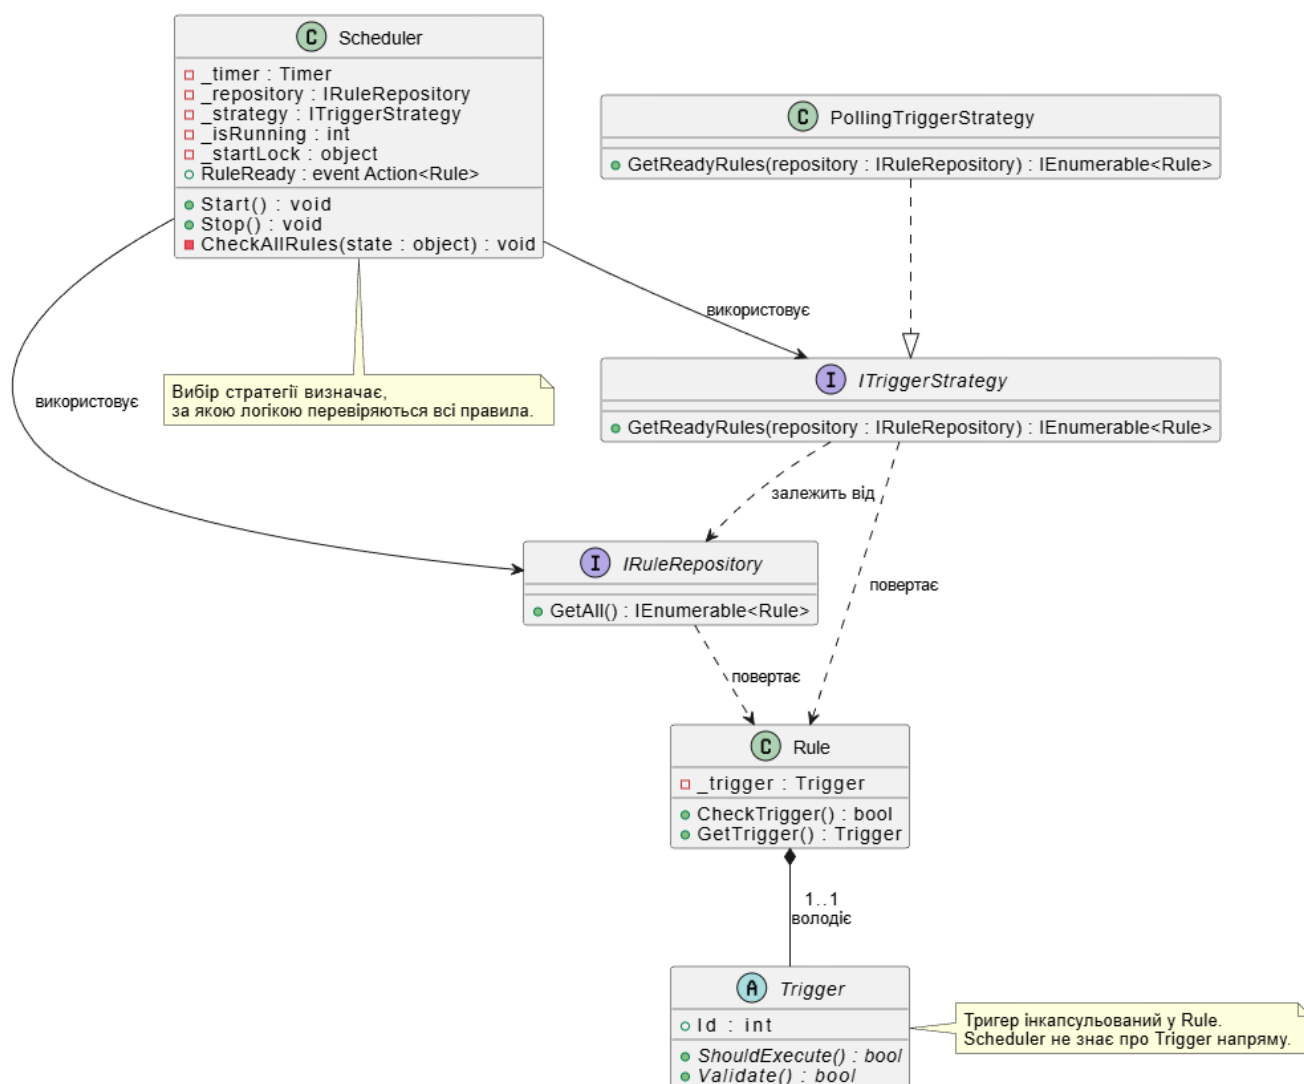 C Scheduler
_timer : Timer
_repository : IRuleRepository
_strategy : ITriggerStrategy
_isRunning : int
_startLock : object
RuleReady : event Action<Rule>
Start() : void
Stop() : void
CheckAllRules(state : object) : void
C PollingTriggerStrategy
GetReadyRules(repository : IRuleRepository) : IEnumerable<Rule>
використовує
I ITriggerStrategy
GetReadyRules(repository : IRuleRepository) : IEnumerable<Rule>
Вибір стратегії визначає,
за якою логікою перевіряються всі правила.
використовує
залежить від
I IRuleRepository
GetAll() : IEnumerable<Rule>
повертає
повертає
C Rule
_trigger : Trigger
CheckTrigger() : bool
GetTrigger() : Trigger
1..1
володіє
A Trigger
Id : int
ShouldExecute() : bool
Validate() : bool
Тригер інкапсульований у Rule.
Scheduler не знає про Trigger напряму.